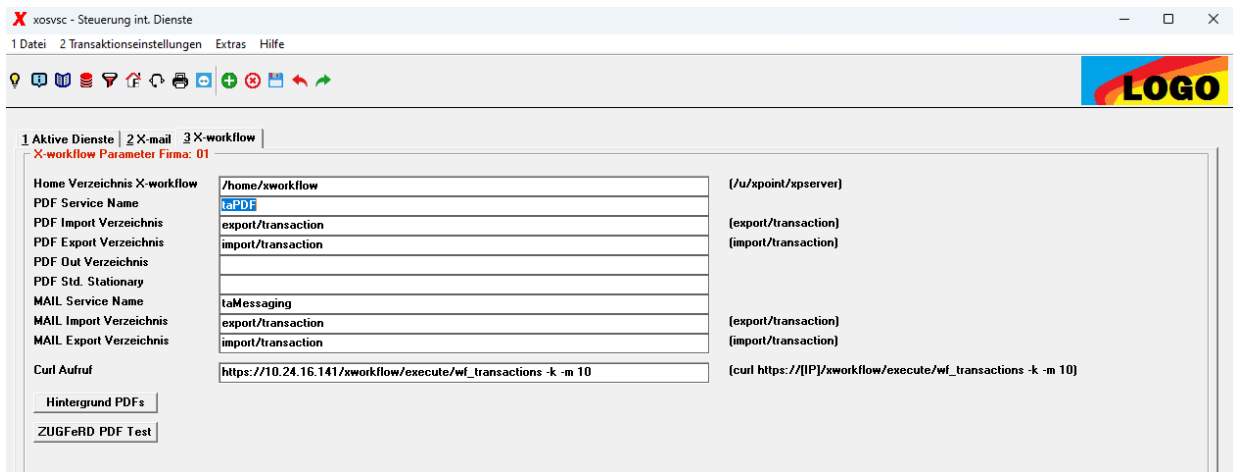 X xosvsc - Steuerung int. Dienste
1 Datei 2 Transaktionseinstellungen Extras Hilfe
LOGO
1 Aktive Dienste 2 X-mail 3 X-workflow
X-workflow Parameter Firma: 01
Home Verzeichnis X-workflow /home/xworkflow (/u/xpoint/xpserver)
PDF Service Name taPDF
PDF Import Verzeichnis export/transaction (export/transaction)
PDF Export Verzeichnis import/transaction (import/transaction)
PDF Out Verzeichnis
PDF Std. Stationary
MAIL Service Name taMessaging
MAIL Import Verzeichnis export/transaction (export/transaction)
MAIL Export Verzeichnis import/transaction (import/transaction)
Curl Aufruf https://10.24.16.141/xworkflow/execute/wf_transactions -k -m 10 (curl https://[IP]/xworkflow/execute/wf_transactions -k -m 10)
Hintergrund PDFs
ZUGFeRD PDF Test